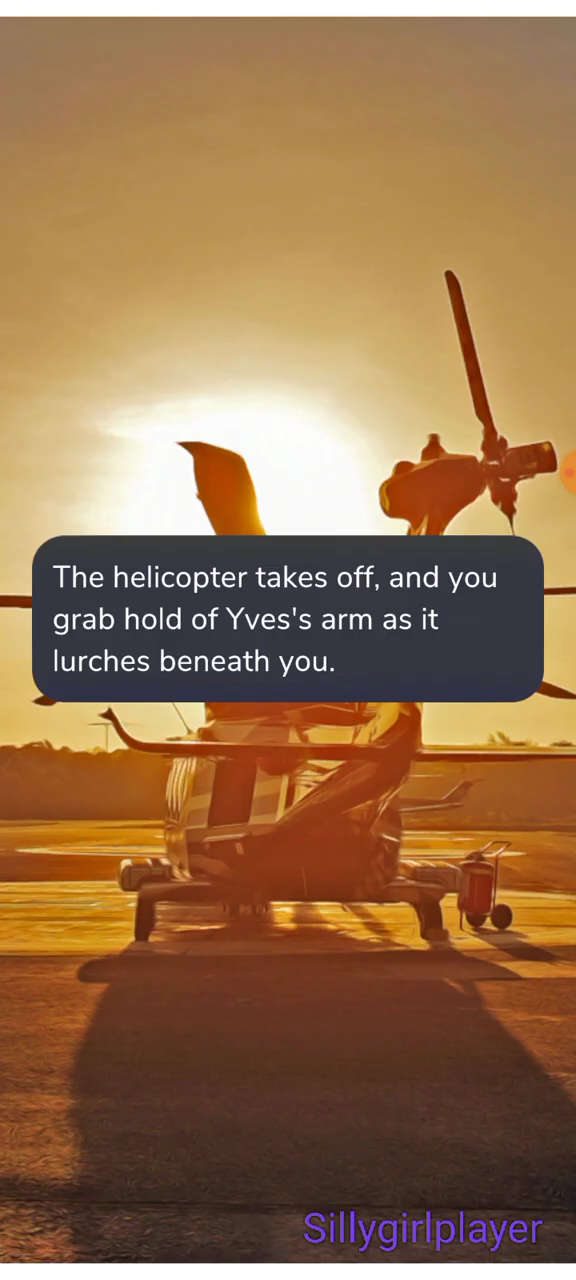 The helicopter takes off, and you
grab hold of Yves's arm as it
lurches beneath you.
Sillygirlplayer